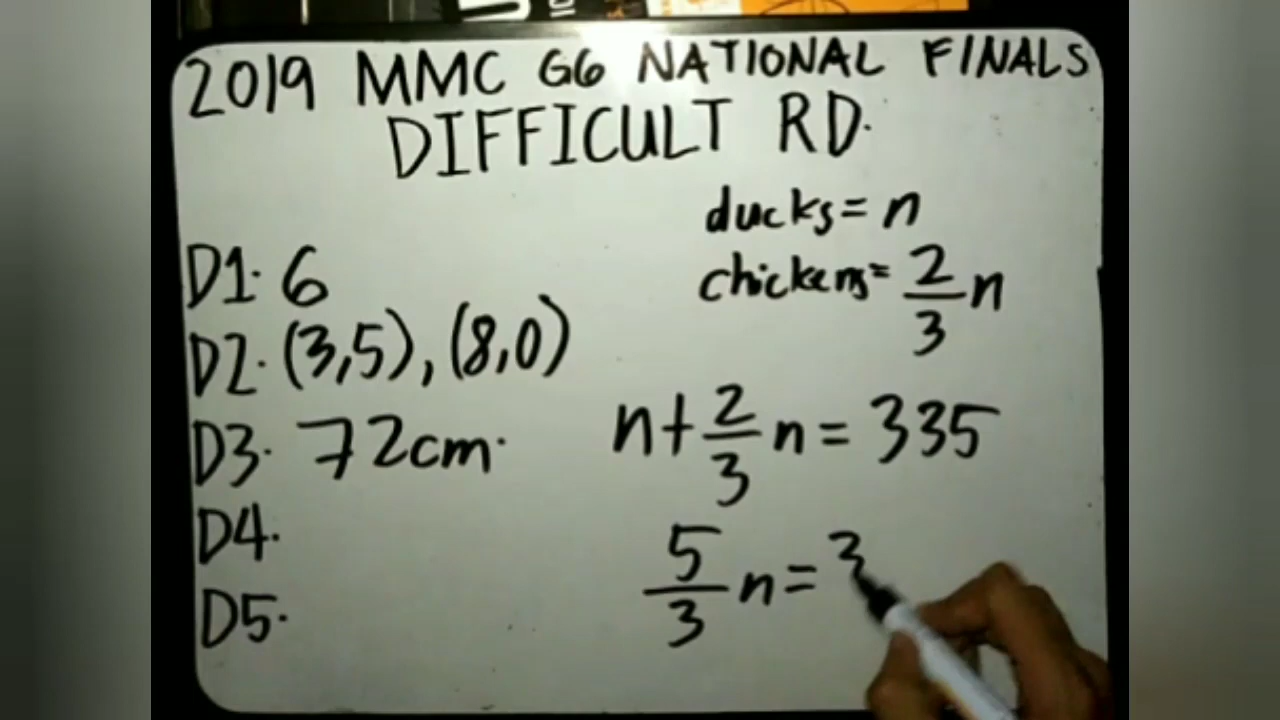 2019 MMC G6 NATIONAL FINALS
DIFFICULT RD.
D1. 6
D2. (3,5), (8,0)
D3. 72cm.
D4.
D5.
ducks = n
chickens = 2/3 n
n + 2/3 n = 335
5/3 n = 3